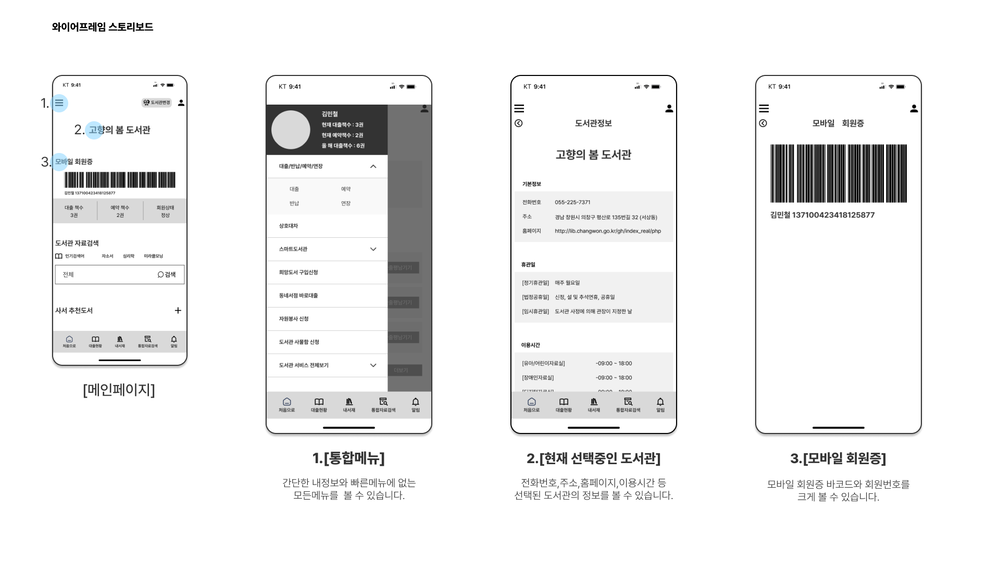 와이어프레임 스토리보드
KT 9:41
1.
도서관변경
2. 고향의 봄 도서관
3. 모바일 회원증
김민철 137100423418125877
대출 책수 예약 책수 회원상태
3권 2권 정상
도서관 자료검색
인기검색어 자소서 심리학 미라클모닝
전체 검색
사서 추천도서
처음으로 대출현황 내서재 통합자료검색 알림
[메인페이지]
KT 9:41
김민철
현재 대출책수 : 3권
현재 예약책수 : 2권
올 해 대출책수 : 6권
대출/반납/예약/연장
대출 예약
반납 연장
상호대차
스마트도서관
희망도서 구입신청
동네서점 바로대출
자원봉사 신청
도서관 사물함 신청
도서관 서비스 전체보기
더보기
처음으로 대출현황 내서재 통합자료검색 알림
1.[통합메뉴]
간단한 내정보와 빠른메뉴에 없는
모든메뉴를 볼 수 있습니다.
KT 9:41
도서관정보
고향의 봄 도서관
기본정보
전화번호 055-225-7371
주소 경남 창원시 의창구 평산로 135번길 32 (서상동)
홈페이지 http://lib.changwon.go.kr/gh/index_real/php
휴관일
[정기휴관일] 매주 월요일
[법정공휴일] 신정, 설 및 추석연휴, 공휴일
[임시휴관일] 도서관 사정에 의해 관장이 지정한 날
이용시간
[유아/어린이자료실] -09:00 ~ 18:00
[장애인자료실] -09:00 ~ 18:00
처음으로 대출현황 내서재 통합자료검색 알림
2.[현재 선택중인 도서관]
전화번호,주소,홈페이지,이용시간 등
선택된 도서관의 정보를 볼 수 있습니다.
KT 9:41
모바일 회원증
김민철 137100423418125877
3.[모바일 회원증]
모바일 회원증 바코드와 회원번호를
크게 볼 수 있습니다.